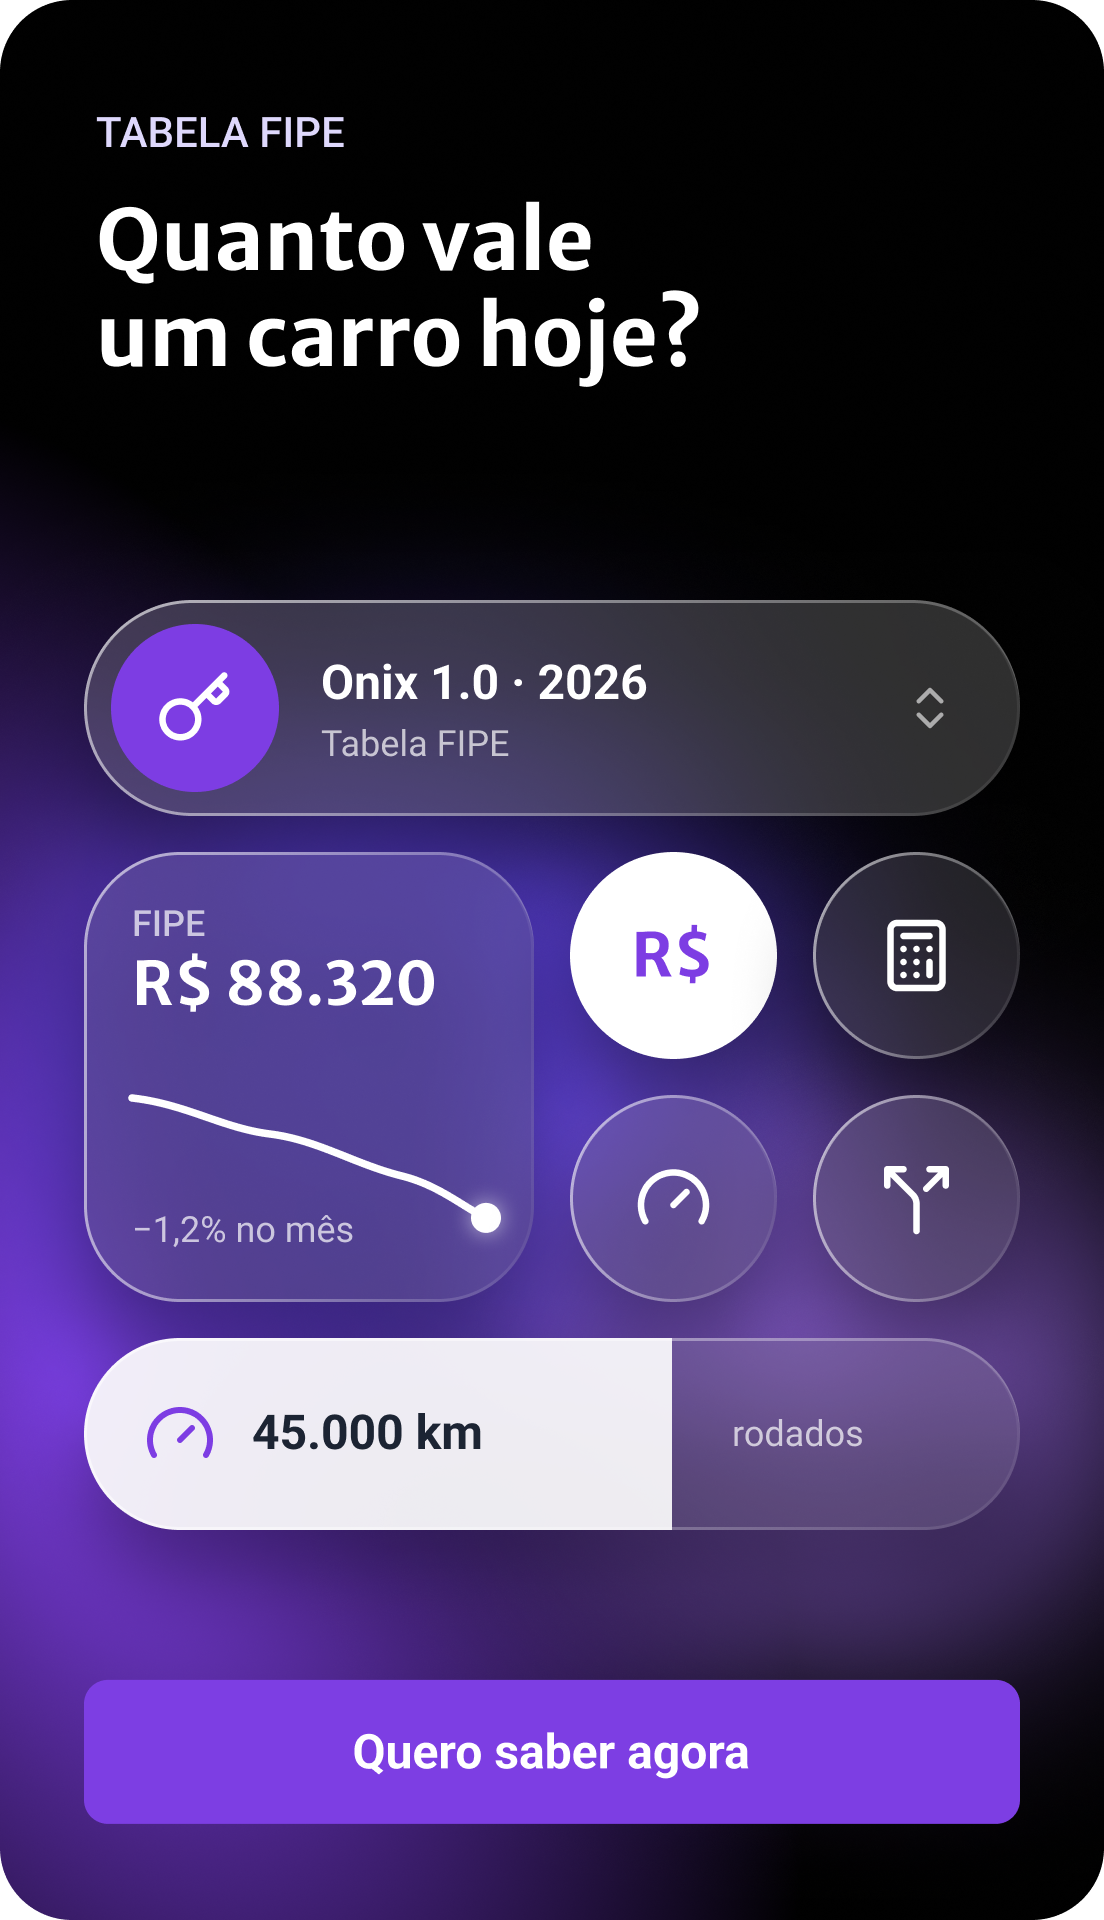 TABELA FIPE
Quanto vale
um carro hoje?
Onix 1.0 · 2026
Tabela FIPE
FIPE
R$ 88.320
−1,2% no mês
R$
45.000 km
rodados
Quero saber agora